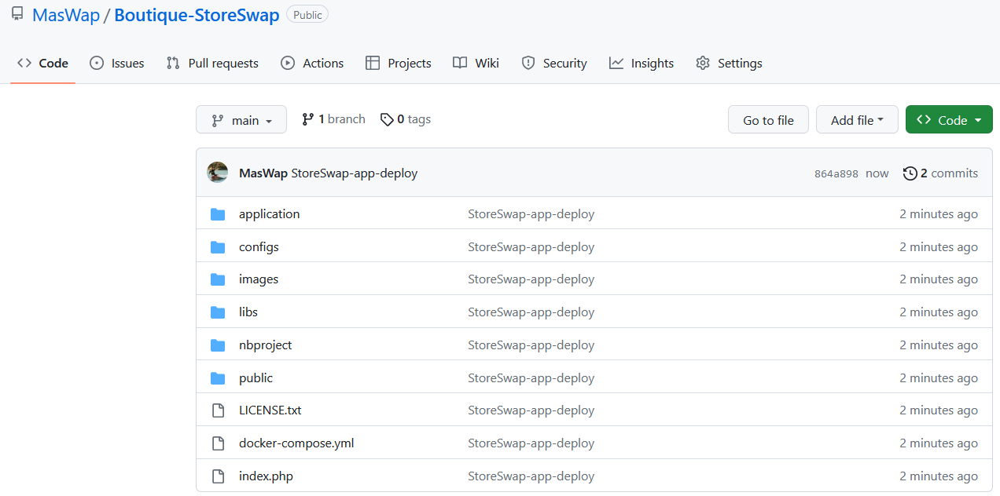 MasWap / Boutique-StoreSwap Public
Code Issues Pull requests Actions Projects Wiki Security Insights Settings
main 1 branch 0 tags Go to file Add file Code
MasWap StoreSwap-app-deploy 864a898 now 2 commits
application StoreSwap-app-deploy 2 minutes ago
configs StoreSwap-app-deploy 2 minutes ago
images StoreSwap-app-deploy 2 minutes ago
libs StoreSwap-app-deploy 2 minutes ago
nbproject StoreSwap-app-deploy 2 minutes ago
public StoreSwap-app-deploy 2 minutes ago
LICENSE.txt StoreSwap-app-deploy 2 minutes ago
docker-compose.yml StoreSwap-app-deploy 2 minutes ago
index.php StoreSwap-app-deploy 2 minutes ago